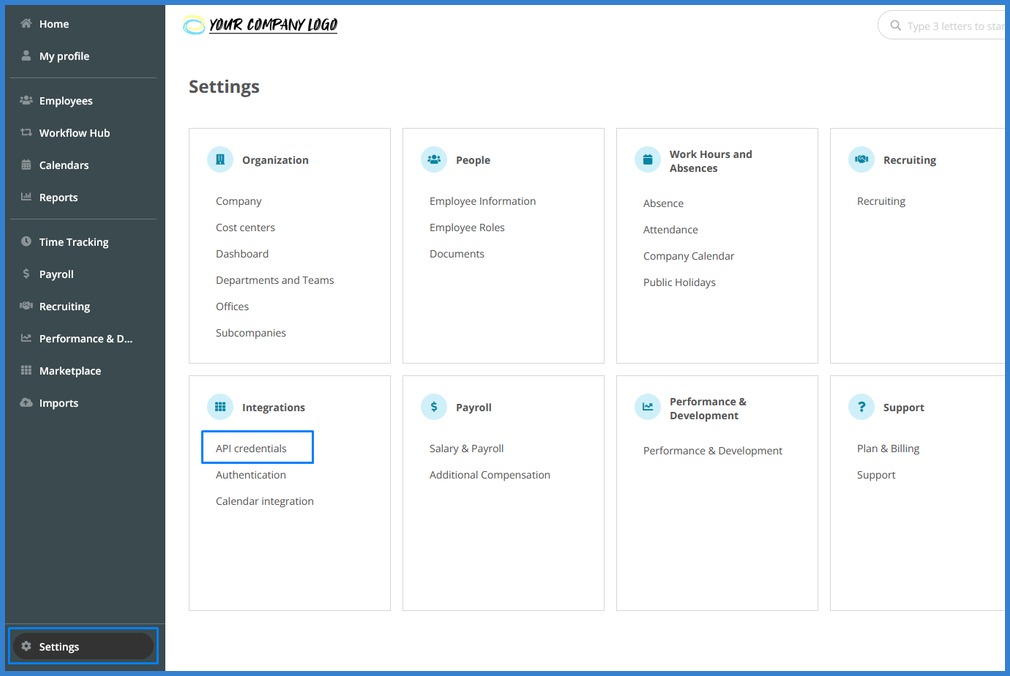 Home
My profile
Employees
Workflow Hub
Calendars
Reports
Time Tracking
Payroll
Recruiting
Performance & D...
Marketplace
Imports
Settings
YOUR COMPANY LOGO
Type 3 letters to star
Settings
Organization
Company
Cost centers
Dashboard
Departments and Teams
Offices
Subcompanies
People
Employee Information
Employee Roles
Documents
Work Hours and
Absences
Absence
Attendance
Company Calendar
Public Holidays
Recruiting
Recruiting
Integrations
API credentials
Authentication
Calendar integration
Payroll
Salary & Payroll
Additional Compensation
Performance &
Development
Performance & Development
Support
Plan & Billing
Support